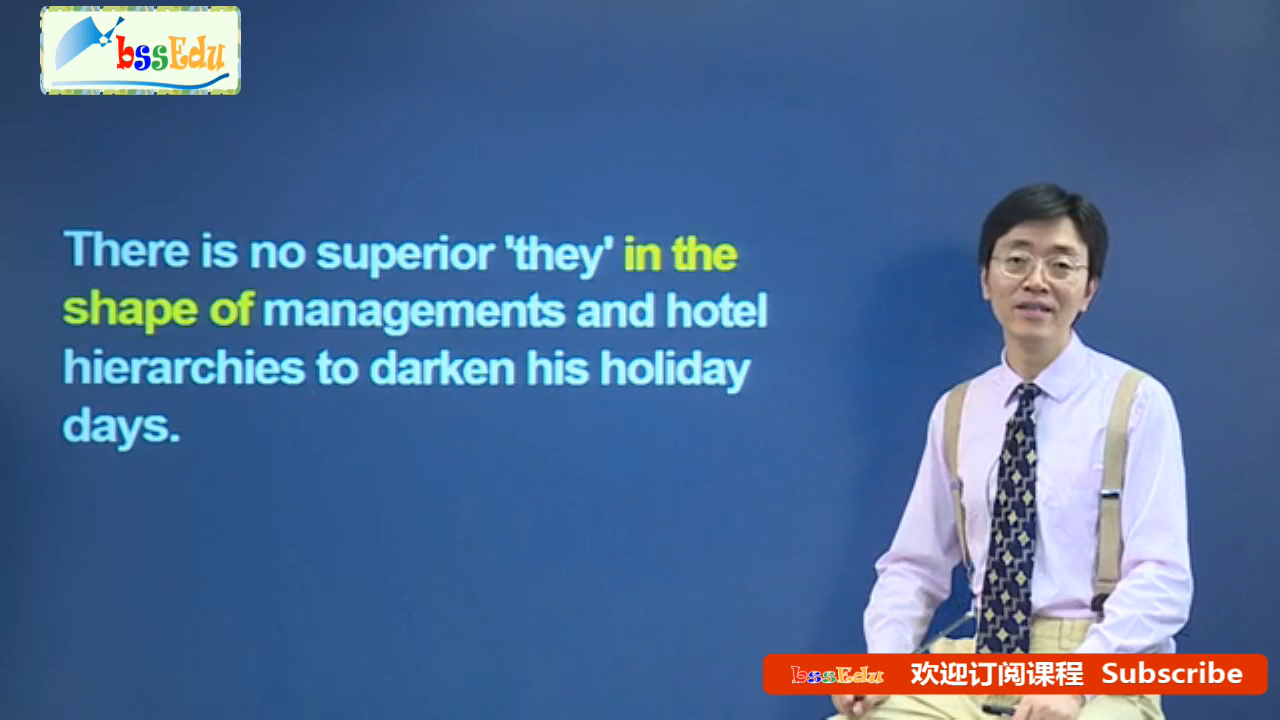 bssEdu
There is no superior 'they' in the
shape of managements and hotel
hierarchies to darken his holiday
days.
bssEdu 欢迎订阅课程 Subscribe